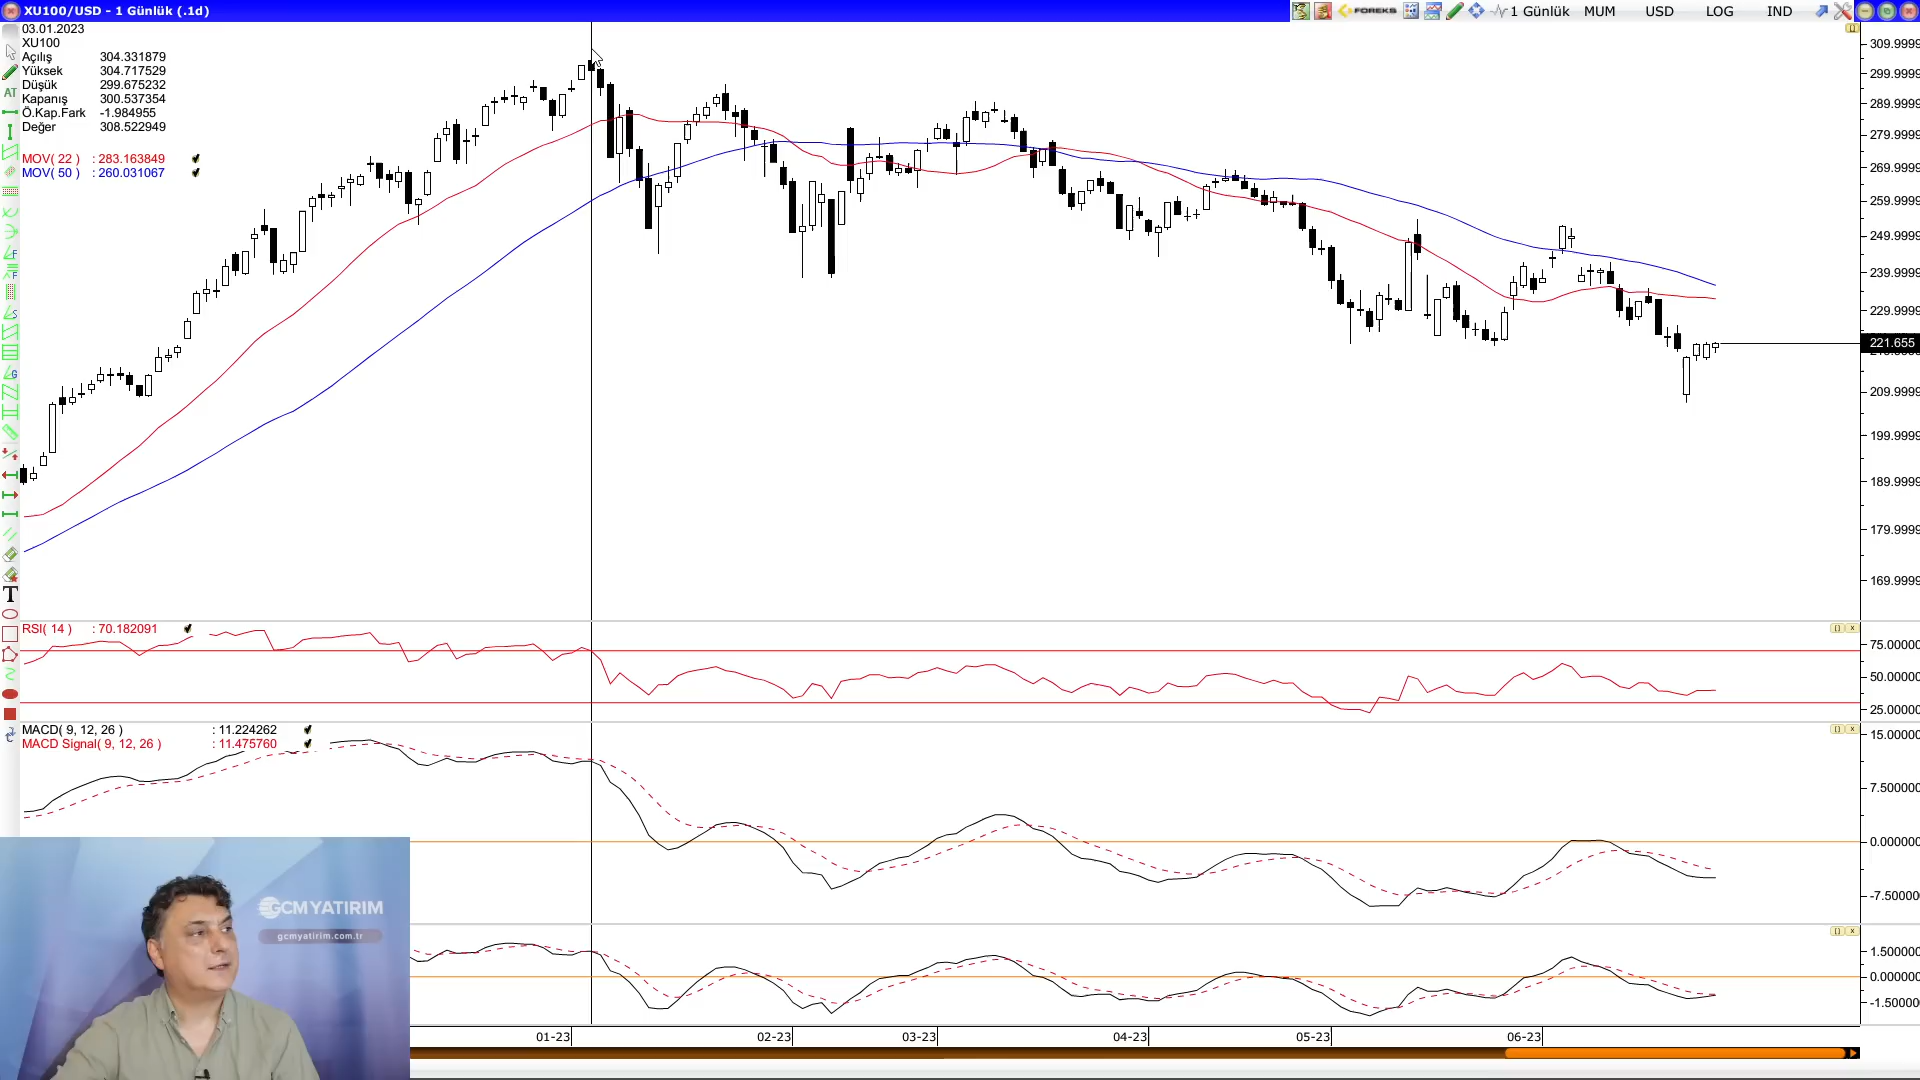 XU100/USD - 1 Günlük (.1d)
FOREKS 1 Günlük MUM USD LOG IND
03.01.2023
XU100
Açılış 304.331879
Yüksek 304.717529
Düşük 299.675232
Kapanış 300.537354
Ö.Kap.Fark -1.984955
Değer 308.522949
MOV( 22 ) : 283.163849
MOV( 50 ) : 260.031067
309.9999
299.9999
289.9999
279.9999
269.9999
259.9999
249.9999
239.9999
229.9999
221.655
209.9999
199.9999
189.9999
179.9999
169.9999
AT
T
RSI( 14 ) : 70.182091
75.00000
50.00000
25.00000
MACD( 9, 12, 26 ) : 11.224262
MACD Signal( 9, 12, 26 ) : 11.475760
15.00000
7.500000
0.000000
-7.50000
1.500000
0.000000
-1.50000
GCM YATIRIM
gcmyatirim.com.tr
01-23 02-23 03-23 04-23 05-23 06-23